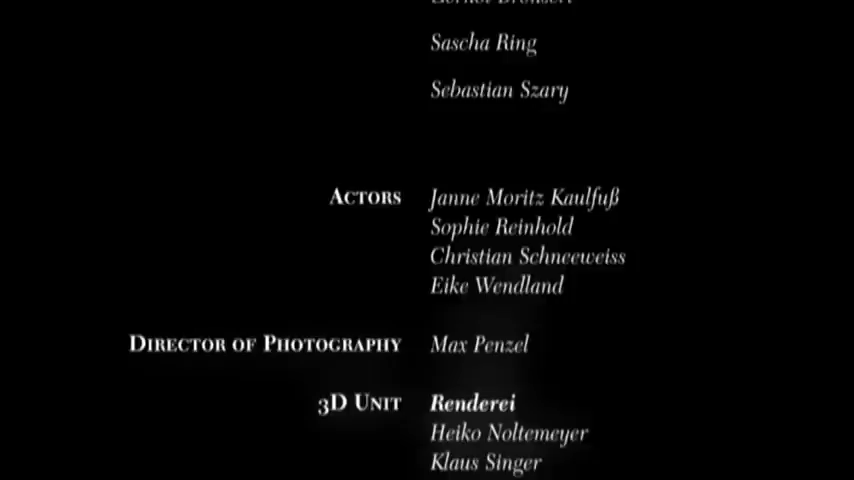 Sascha Ring
Sebastian Szary
ACTORS Janne Moritz Kaulfuß
Sophie Reinhold
Christian Schneeweiss
Eike Wendland
DIRECTOR OF PHOTOGRAPHY Max Penzel
3D UNIT Renderei
Heiko Noltemeyer
Klaus Singer